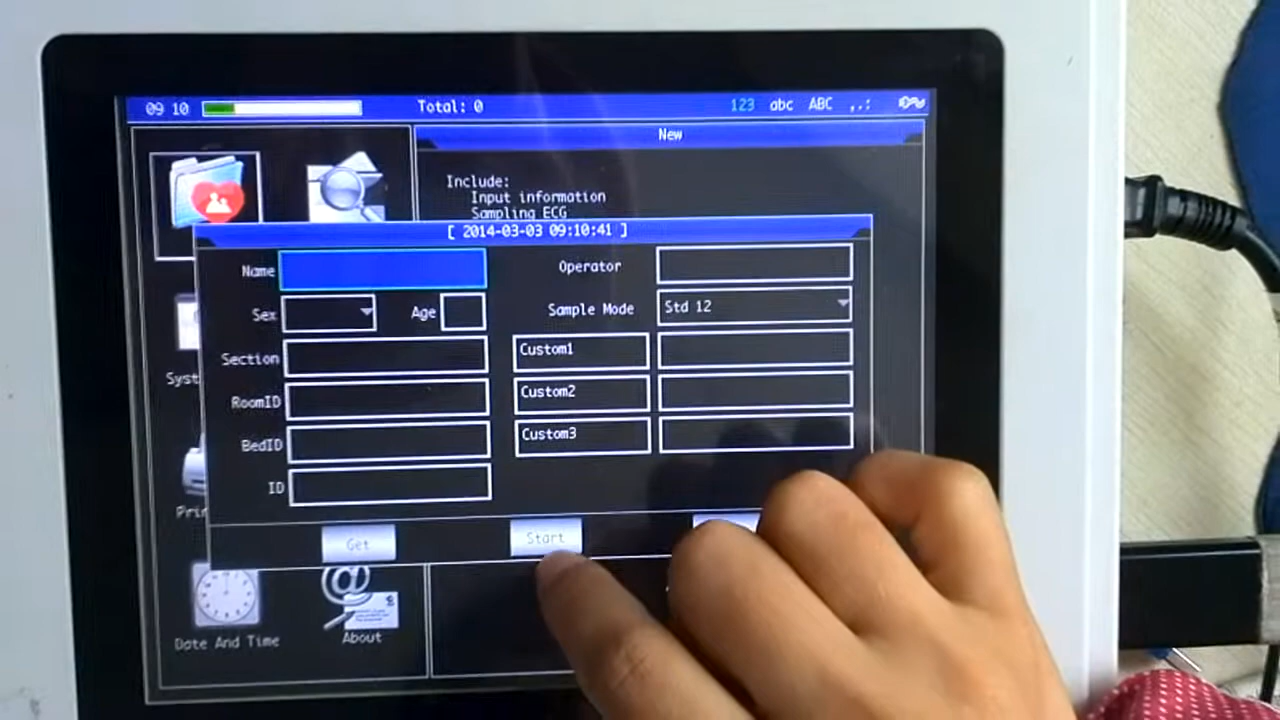 09 10 Total: 0 123 abc ABC ,.:
New
Include:
Input information
Sampling ECG
[ 2014-03-03 09:10:41 ]
Name Operator
Sex Age Sample Mode Std 12
Section Custom1
RoomID Custom2
BedID Custom3
ID
Get Start
Syst
Prin
Date And Time About